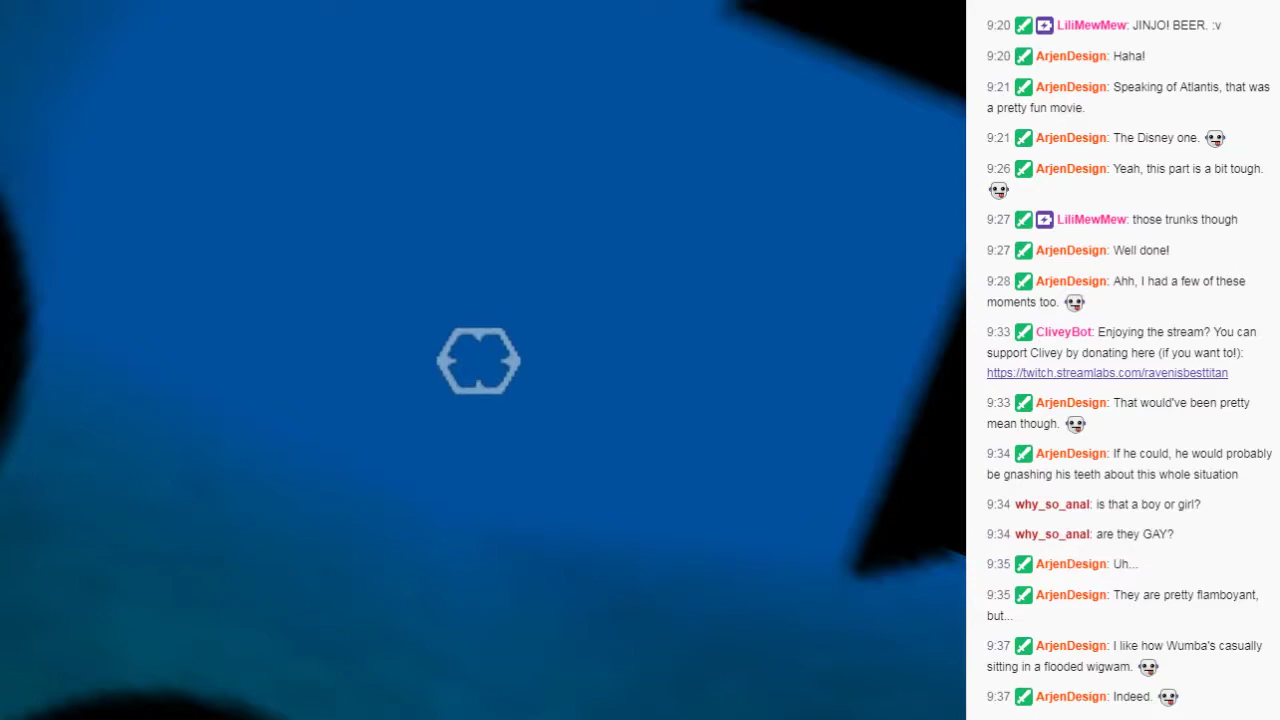 9:20 LiliMewMew: JINJO! BEER. :v
9:20 ArjenDesign: Haha!
9:21 ArjenDesign: Speaking of Atlantis, that was
a pretty fun movie.
9:21 ArjenDesign: The Disney one.
9:26 ArjenDesign: Yeah, this part is a bit tough.
9:27 LiliMewMew: those trunks though
9:27 ArjenDesign: Well done!
9:28 ArjenDesign: Ahh, I had a few of these
moments too.
9:33 CliveyBot: Enjoying the stream? You can
support Clivey by donating here (if you want to!):
https://twitch.streamlabs.com/ravenisbesttitan
9:33 ArjenDesign: That would've been pretty
mean though.
9:34 ArjenDesign: If he could, he would probably
be gnashing his teeth about this whole situation
9:34 why_so_anal: is that a boy or girl?
9:34 why_so_anal: are they GAY?
9:35 ArjenDesign: Uh...
9:35 ArjenDesign: They are pretty flamboyant,
but...
9:37 ArjenDesign: I like how Wumba's casually
sitting in a flooded wigwam.
9:37 ArjenDesign: Indeed.